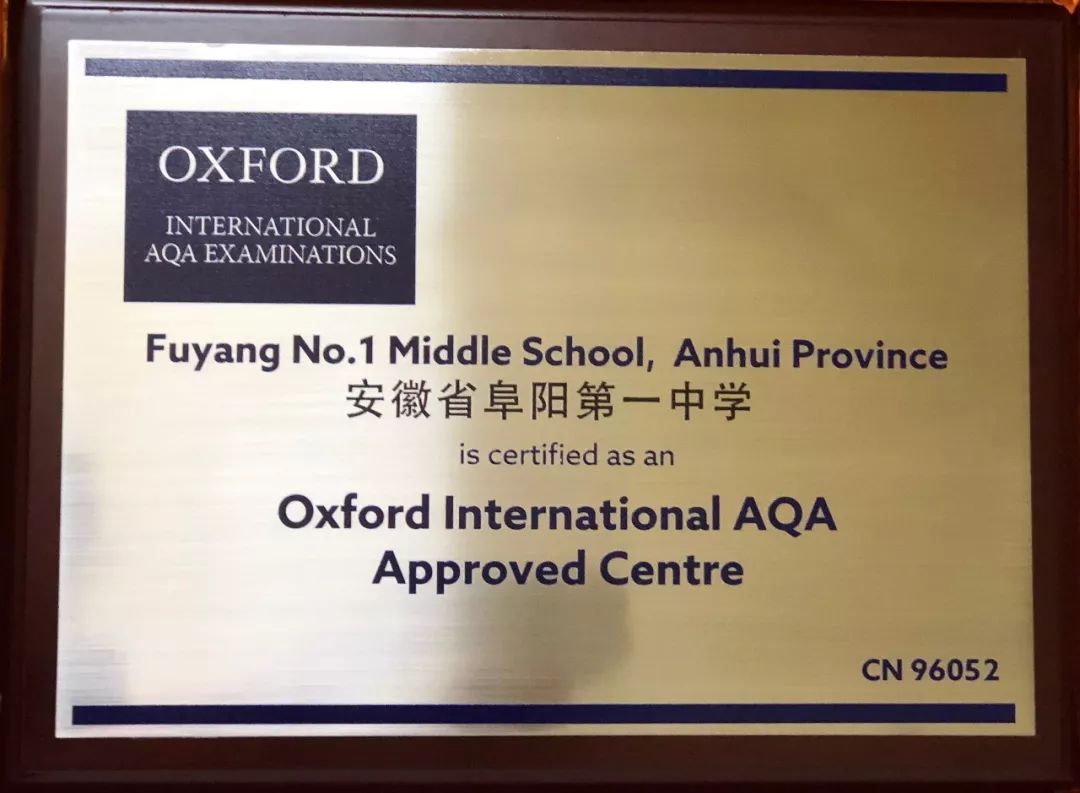 OXFORD
INTERNATIONAL
AQA EXAMINATIONS
Fuyang No.1 Middle School, Anhui Province
安徽省阜阳第一中学
is certified as an
Oxford International AQA
Approved Centre
CN 96052